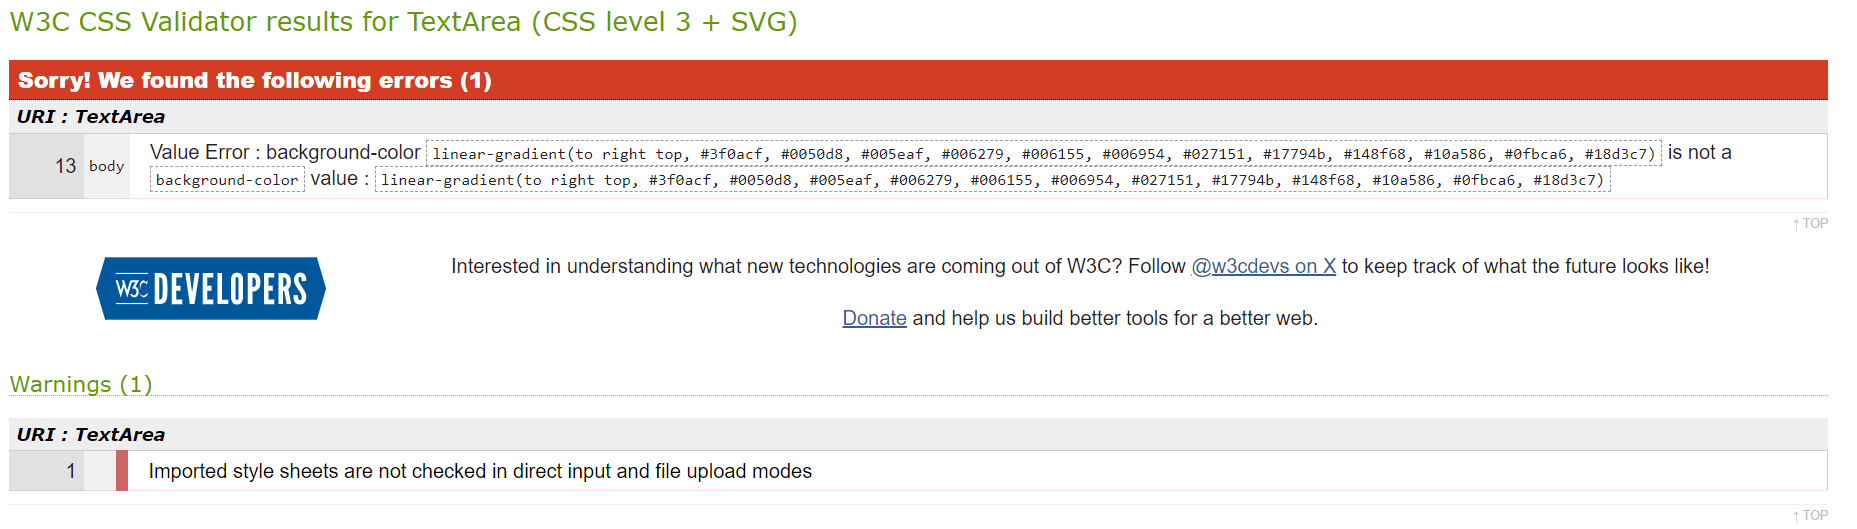 W3C CSS Validator results for TextArea (CSS level 3 + SVG)
Sorry! We found the following errors (1)
URI : TextArea
13 body Value Error : background-color linear-gradient(to right top, #3f0acf, #0050d8, #005eaf, #006279, #006155, #006954, #027151, #17794b, #148f68, #10a586, #0fbca6, #18d3c7) is not a
background-color value : linear-gradient(to right top, #3f0acf, #0050d8, #005eaf, #006279, #006155, #006954, #027151, #17794b, #148f68, #10a586, #0fbca6, #18d3c7)
↑ TOP
W3C DEVELOPERS
Interested in understanding what new technologies are coming out of W3C? Follow @w3cdevs on X to keep track of what the future looks like!
Donate and help us build better tools for a better web.
Warnings (1)
URI : TextArea
1 Imported style sheets are not checked in direct input and file upload modes
↑ TOP